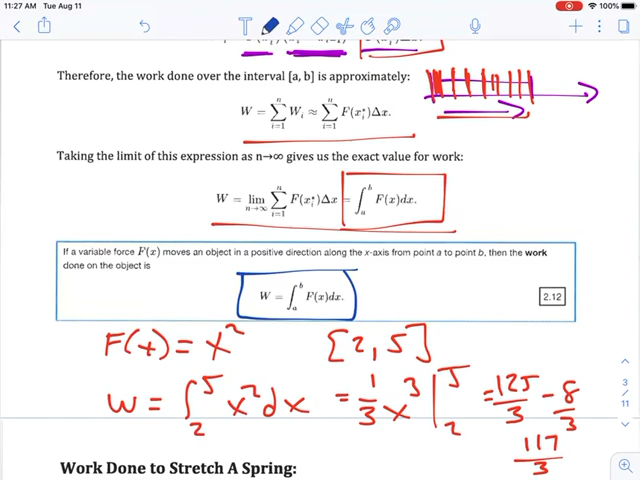 11:27 AM Tue Aug 11
Therefore, the work done over the interval [a, b] is approximately:
W = ∑_{i=1}^{n} W_i ≈ ∑_{i=1}^{n} F(x_i^*)Δx.
Taking the limit of this expression as n→∞ gives us the exact value for work:
W = lim_{n→∞} ∑_{i=1}^{n} F(x_i^*)Δx = ∫_a^b F(x)dx.
If a variable force F(x) moves an object in a positive direction along the x-axis from point a to point b, then the work
done on the object is
W = ∫_a^b F(x)dx.
2.12
F(x) = x² [2, 5]
W = ∫_2^5 x² dx = 1/3 x³ |_2^5 = 125/3 - 8/3
117/3
3
11
Work Done to Stretch A Spring: